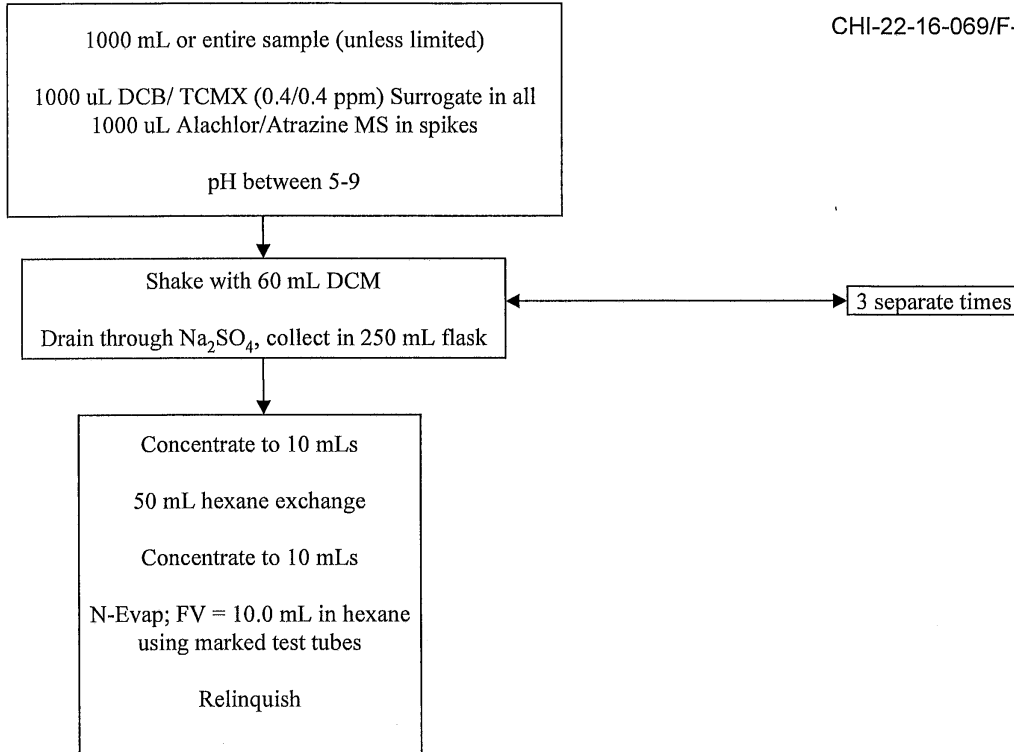 CHI-22-16-069/F-
1000 mL or entire sample (unless limited)
1000 uL DCB/ TCMX (0.4/0.4 ppm) Surrogate in all
1000 uL Alachlor/Atrazine MS in spikes
pH between 5-9
Shake with 60 mL DCM
Drain through Na₂SO₄, collect in 250 mL flask
3 separate times
Concentrate to 10 mLs
50 mL hexane exchange
Concentrate to 10 mLs
N-Evap; FV = 10.0 mL in hexane
using marked test tubes
Relinquish